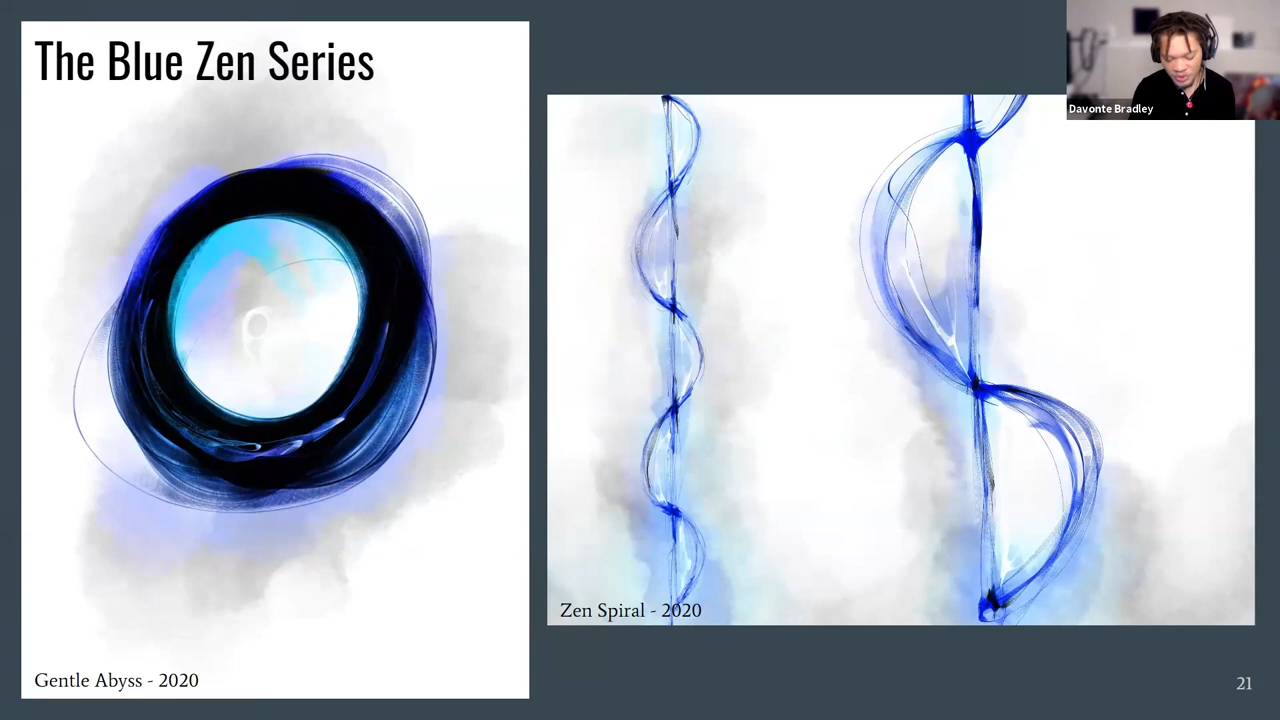 The Blue Zen Series
Davonte Bradley
Zen Spiral - 2020
Gentle Abyss - 2020
21